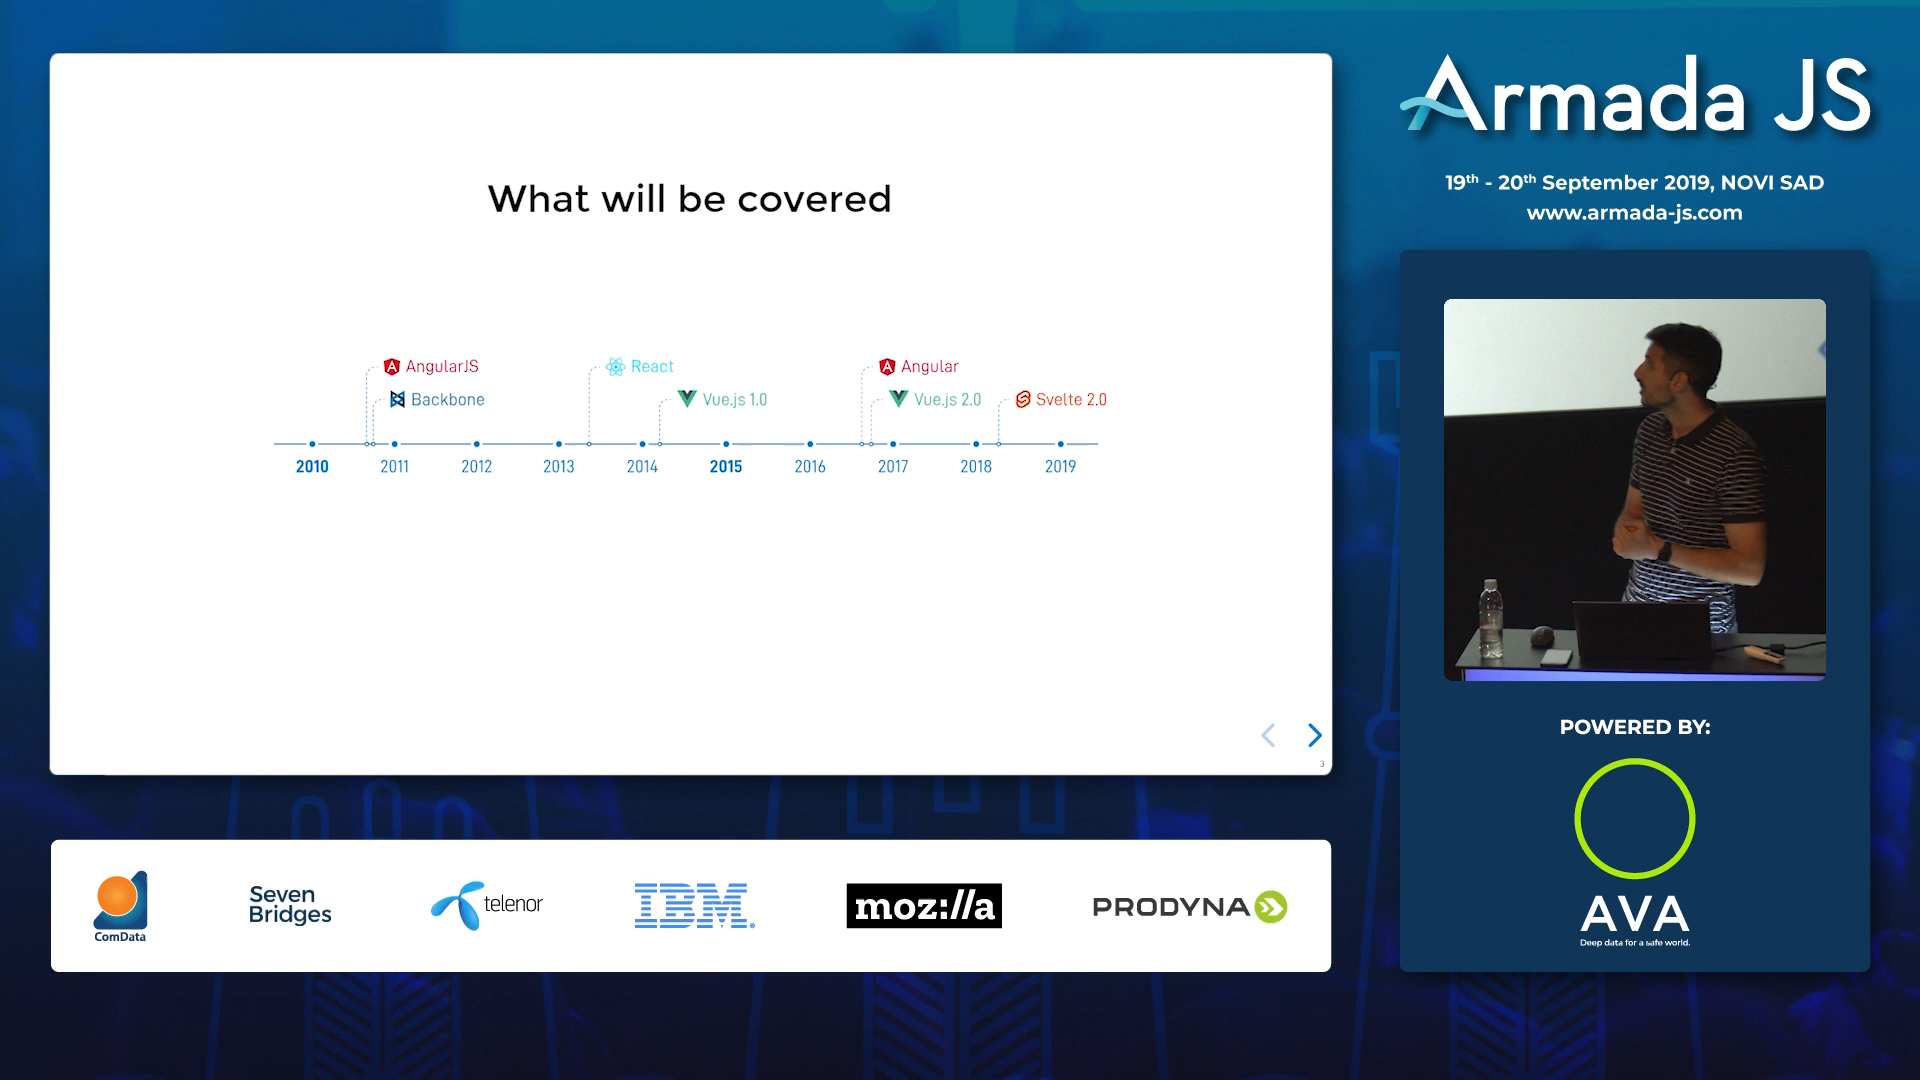 What will be covered
AngularJS
Backbone
React
Vue.js 1.0
Angular
Vue.js 2.0
Svelte 2.0
2010 2011 2012 2013 2014 2015 2016 2017 2018 2019
3
Armada JS
19th - 20th September 2019, NOVI SAD
www.armada-js.com
POWERED BY:
AVA
Deep data for a safe world.
ComData
Seven
Bridges
telenor
IBM®
moz://a
PRODYNA